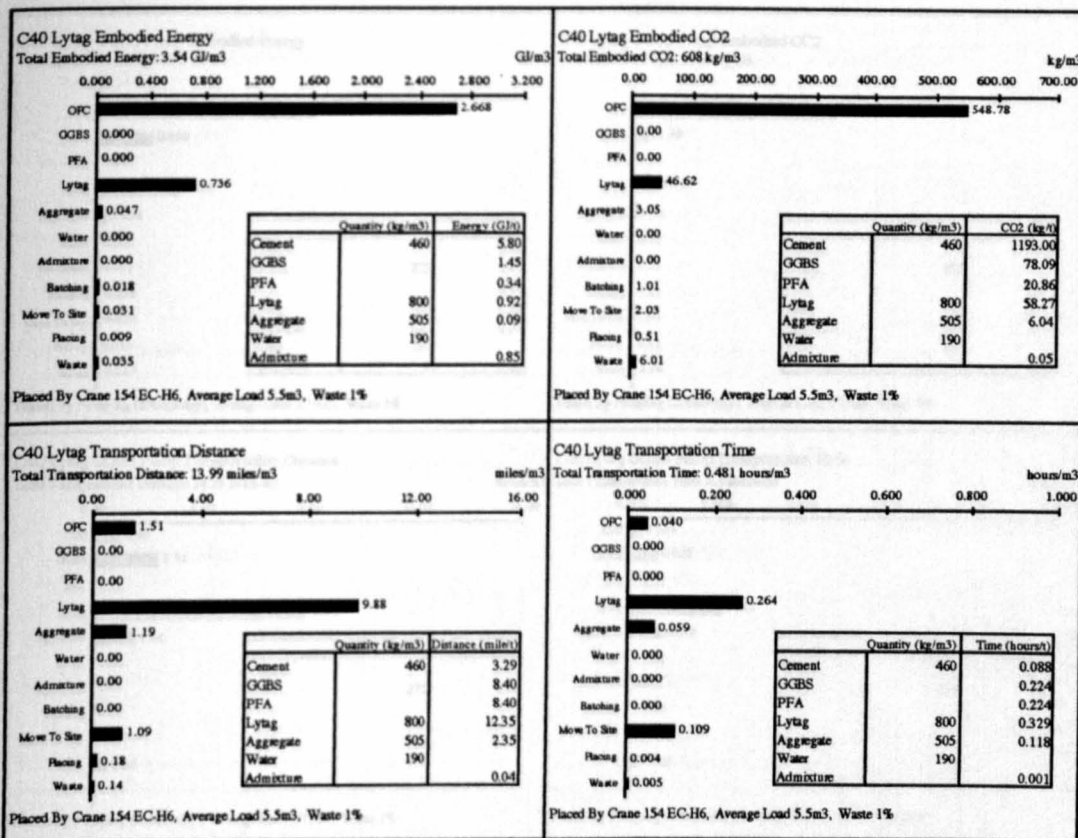 C40 Lytag Embodied Energy
Total Embodied Energy: 3.54 GJ/m3 GJ/m3
0.000 0.400 0.800 1.200 1.600 2.000 2.400 2.800 3.200
OPC 2.668
GGBS 0.000
PFA 0.000
Lytag 0.736
Aggregate 0.047
Water 0.000
Admixture 0.000
Batching 0.018
Move To Site 0.031
Placing 0.009
Waste 0.035
Quantity (kg/m3) Energy (GJ/t)
Cement 460 5.80
GGBS 1.45
PFA 0.34
Lytag 800 0.92
Aggregate 505 0.09
Water 190
Admixture 0.85
Placed By Crane 154 EC-H6, Average Load 5.5m3, Waste 1%
C40 Lytag Embodied CO2
Total Embodied CO2: 608 kg/m3 kg/m3
0.00 100.00 200.00 300.00 400.00 500.00 600.00 700.00
OPC 548.78
GGBS 0.00
PFA 0.00
Lytag 46.62
Aggregate 3.05
Water 0.00
Admixture 0.00
Batching 1.01
Move To Site 2.03
Placing 0.51
Waste 6.01
Quantity (kg/m3) CO2 (kg/t)
Cement 460 1193.00
GGBS 78.09
PFA 20.86
Lytag 800 58.27
Aggregate 505 6.04
Water 190
Admixture 0.05
Placed By Crane 154 EC-H6, Average Load 5.5m3, Waste 1%
C40 Lytag Transportation Distance
Total Transportation Distance: 13.99 miles/m3 miles/m3
0.00 4.00 8.00 12.00 16.00
OPC 1.51
GGBS 0.00
PFA 0.00
Lytag 9.88
Aggregate 1.19
Water 0.00
Admixture 0.00
Batching 0.00
Move To Site 1.09
Placing 0.18
Waste 0.14
Quantity (kg/m3) Distance (mile/t)
Cement 460 3.29
GGBS 8.40
PFA 8.40
Lytag 800 12.35
Aggregate 505 2.35
Water 190
Admixture 0.04
Placed By Crane 154 EC-H6, Average Load 5.5m3, Waste 1%
C40 Lytag Transportation Time
Total Transportation Time: 0.481 hours/m3 hours/m3
0.000 0.200 0.400 0.600 0.800 1.000
OPC 0.040
GGBS 0.000
PFA 0.000
Lytag 0.264
Aggregate 0.059
Water 0.000
Admixture 0.000
Batching 0.000
Move To Site 0.109
Placing 0.004
Waste 0.005
Quantity (kg/m3) Time (hours/t)
Cement 460 0.088
GGBS 0.224
PFA 0.224
Lytag 800 0.329
Aggregate 505 0.118
Water 190
Admixture 0.001
Placed By Crane 154 EC-H6, Average Load 5.5m3, Waste 1%